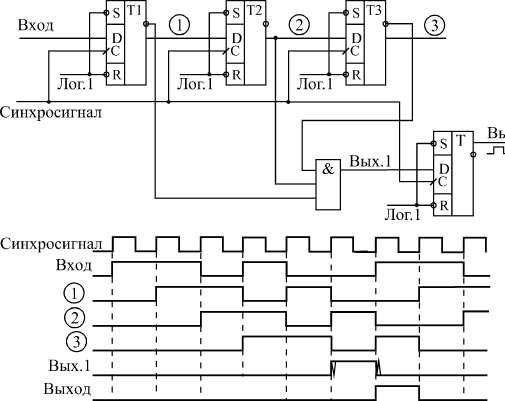 S T1 ① S T2 ② S T3 ③
Вход D D D
C C C
Лог.1 R Лог.1 R Лог.1 R
Синхросигнал
S T Вы
& Вых.1 D
C
Лог.1 R
Синхросигнал
Вход
①
②
③
Вых.1
Выход